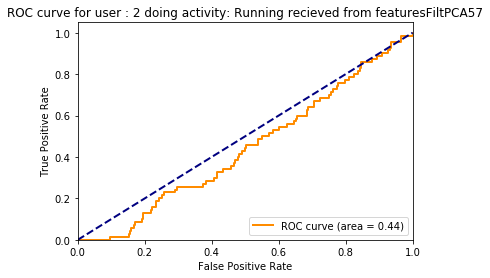 ROC curve for user : 2 doing activity: Running recieved from featuresFiltPCA57
True Positive Rate
1.0
0.8
0.6
0.4
0.2
0.0
ROC curve (area = 0.44)
0.0 0.2 0.4 0.6 0.8 1.0
False Positive Rate